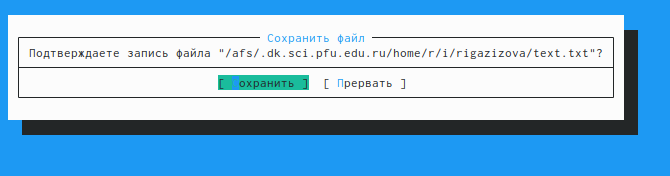 Сохранить файл
Подтверждаете запись файла "/afs/.dk.sci.pfu.edu.ru/home/r/i/rigazizova/text.txt"?
[ Сохранить ] [ Прервать ]